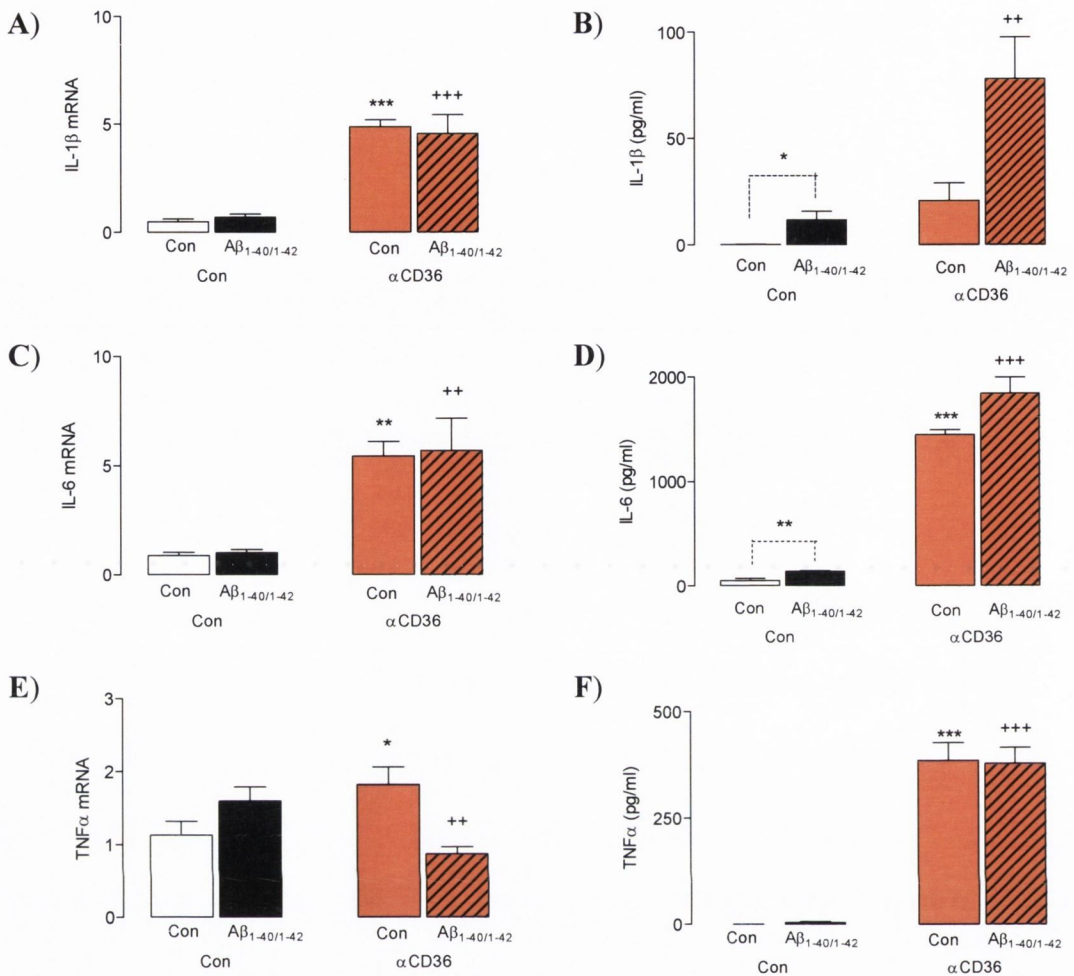 A)
10
5
0
IL-1β mRNA
***
+++
Con Aβ1-40/1-42 Con Aβ1-40/1-42
Con αCD36
B)
100
50
0
IL-1β (pg/ml)
*
++
Con Aβ1-40/1-42 Con Aβ1-40/1-42
Con αCD36
C)
10
5
0
IL-6 mRNA
**
++
Con Aβ1-40/1-42 Con Aβ1-40/1-42
Con αCD36
D)
2000
1000
0
IL-6 (pg/ml)
**
***
+++
Con Aβ1-40/1-42 Con Aβ1-40/1-42
Con αCD36
E)
3
2
1
0
TNFα mRNA
*
++
Con Aβ1-40/1-42 Con Aβ1-40/1-42
Con αCD36
F)
500
250
0
TNFα (pg/ml)
***
+++
Con Aβ1-40/1-42 Con Aβ1-40/1-42
Con αCD36